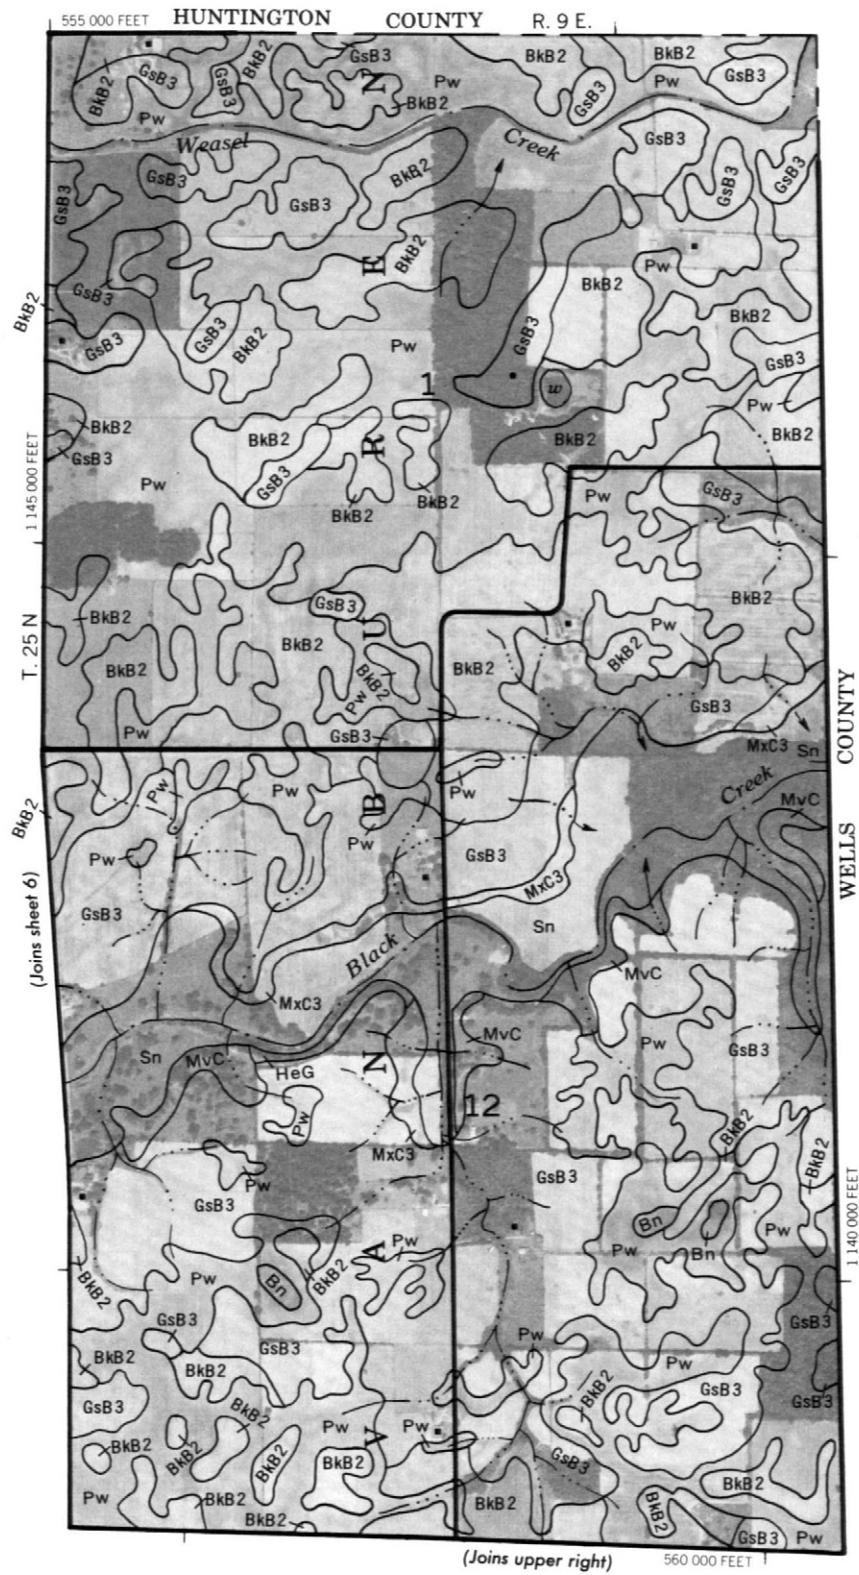 555 000 FEET HUNTINGTON COUNTY R. 9 E.
BkB2 GsB3 GsB3 BkB2 GsB3 N Pw BkB2 BkB2 GsB3 BkB2 Pw GsB3
Pw
Weasel Creek
GsB3 GsB3 GsB3 BkB2 GsB3 GsB3 GsB3
E BkB2 Pw
BkB2 GsB3 BkB2 BkB2
GsB3 GsB3 BkB2 Pw GsB3 GsB3
1 w Pw
BkB2 BkB2 R BkB2 BkB2
GsB3 GsB3
1 145 000 FEET
Pw BkB2 BkB2 Pw GsB3
T. 25 N
BkB2 GsB3 U BkB2
BkB2 BkB2 BkB2 Pw BkB2 Pw BkB2
Pw GsB3 GsB3
MxC3 Sn
COUNTY
BkB2 Pw Pw B Pw Creek MvC
Pw Pw GsB3
WELLS
GsB3 MxC3
(Joins sheet 6)
Black Sn
MxC3 MvC
Sn MvC HeG N MvC Pw GsB3
Pw 12 BkB2
MxC3 BkB2
Pw GsB3 GsB3
1 140 000 FEET
BkB2 Pw Bn BkB2 A Pw Bn Pw Bn Pw
GsB3 GsB3 GsB3
BkB2 BkB2 Pw Pw
GsB3 BkB2 BkB2 GsB3 GsB3
BkB2 BkB2 BkB2 Pw BkB2 V Pw GsB3
Pw BkB2 BkB2 BkB2 BkB2 BkB2 GsB3 Pw
(Joins upper right) 560 000 FEET